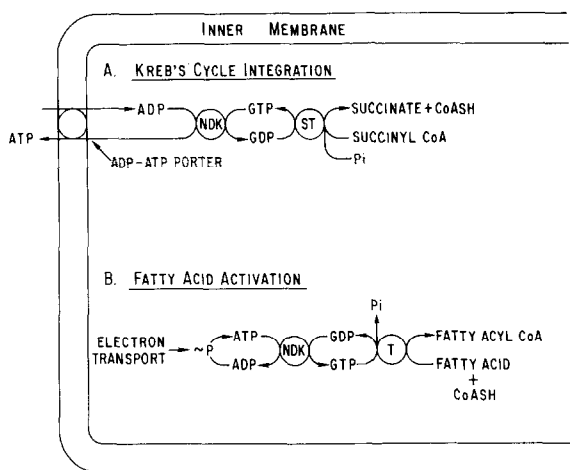 INNER MEMBRANE
A. KREB'S CYCLE INTEGRATION
ADP NDK GTP ST SUCCINATE + CoASH
ATP GDP SUCCINYL CoA
Pi
ADP-ATP PORTER
B. FATTY ACID ACTIVATION
Pi
ELECTRON TRANSPORT ~P ATP NDK GDP T FATTY ACYL CoA
ADP GTP FATTY ACID
+
CoASH